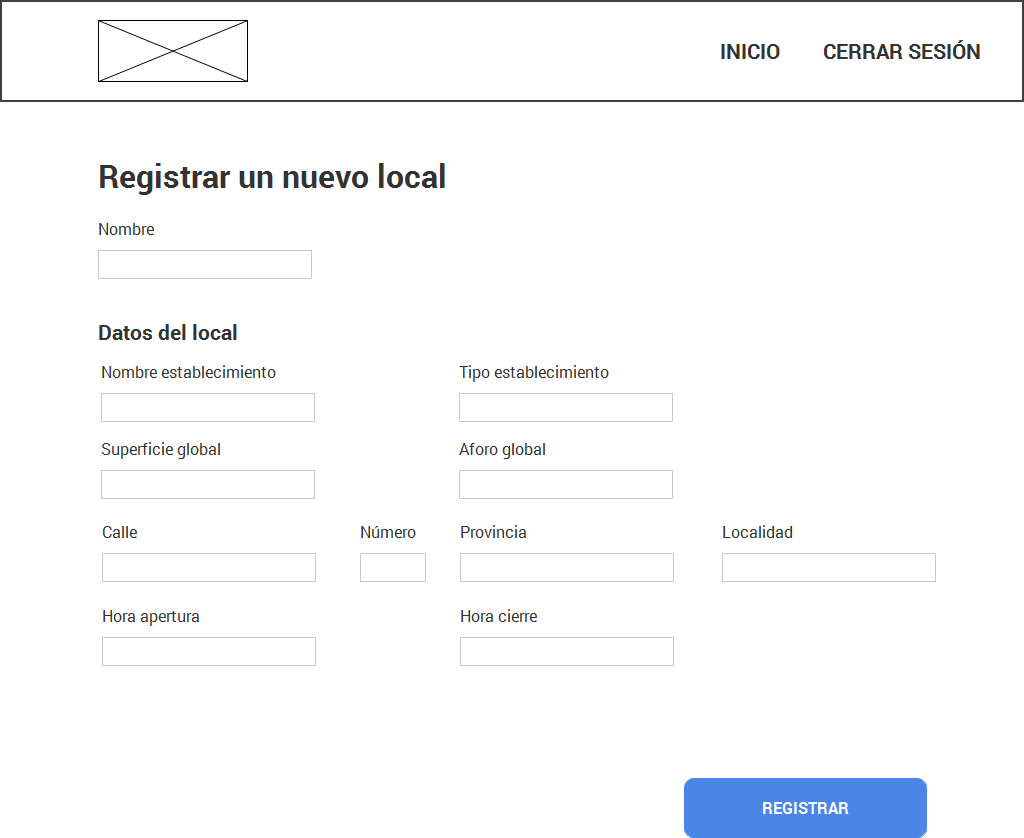 INICIO CERRAR SESIÓN
Registrar un nuevo local
Nombre
Datos del local
Nombre establecimiento Tipo establecimiento
Superficie global Aforo global
Calle Número Provincia Localidad
Hora apertura Hora cierre
REGISTRAR